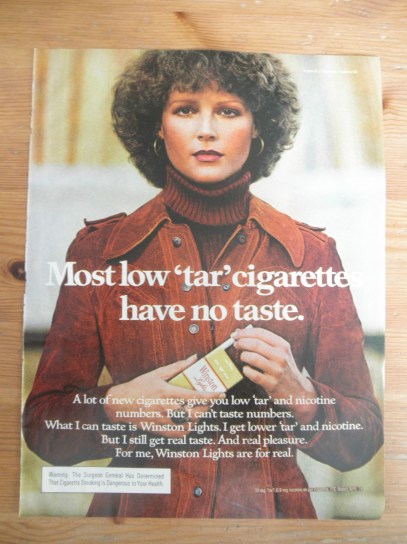 Most low 'tar' cigarettes
have no taste.
Winston
Lights
A lot of new cigarettes give you low 'tar' and nicotine
numbers. But I can't taste numbers.
What I can taste is Winston Lights. I get lower 'tar' and nicotine.
But I still get real taste. And real pleasure.
For me, Winston Lights are for real.
Warning: The Surgeon General Has Determined
That Cigarette Smoking Is Dangerous to Your Health.